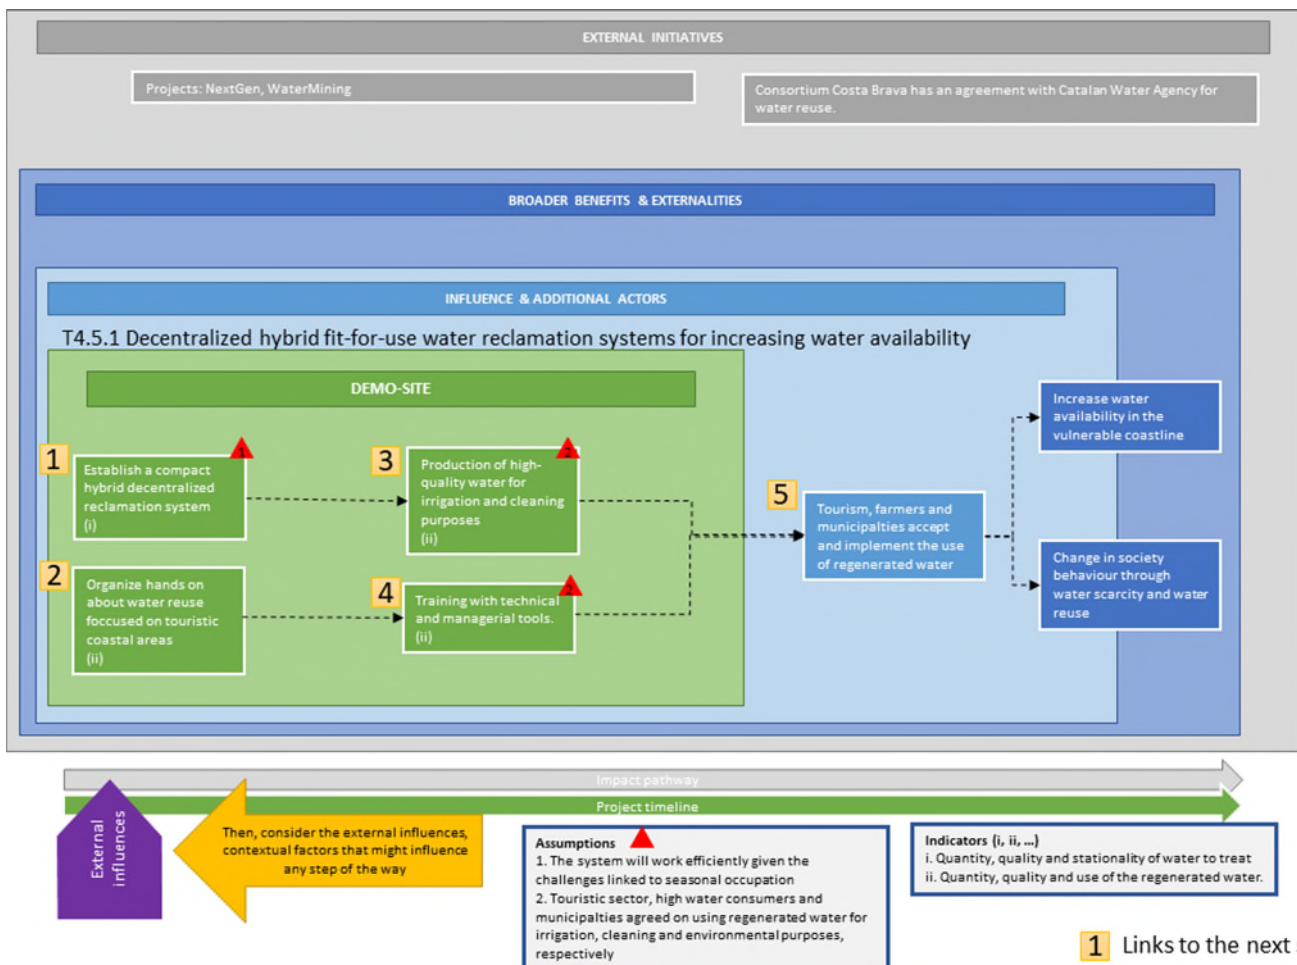 EXTERNAL INITIATIVES
Projects: NextGen, WaterMining
Consortium Costa Brava has an agreement with Catalan Water Agency for
water reuse.
BROADER BENEFITS & EXTERNALITIES
INFLUENCE & ADDITIONAL ACTORS
T4.5.1 Decentralized hybrid fit-for-use water reclamation systems for increasing water availability
DEMO-SITE
1
1
Establish a compact
hybrid decentralized
reclamation system
(i)
2
Organize hands on
about water reuse
foccused on touristic
coastal areas
(ii)
3
2
Production of high-
quality water for
irrigation and cleaning
purposes
(ii)
4
2
Training with technical
and managerial tools.
(ii)
5
Tourism, farmers and
municipalties accept
and implement the use
of regenerated water
Increase water
availability in the
vulnerable coastline
Change in society
behaviour through
water scarcity and water
reuse
Impact pathway
Project timeline
External
influences
Then, consider the external influences,
contextual factors that might influence
any step of the way
Assumptions
1. The system will work efficiently given the
challenges linked to seasonal occupation
2. Touristic sector, high water consumers and
municipalties agreed on using regenerated water for
irrigation, cleaning and environmental purposes,
respectively
Indicators (i, ii, ...)
i. Quantity, quality and stationality of water to treat
ii. Quantity, quality and use of the regenerated water.
1 Links to the next